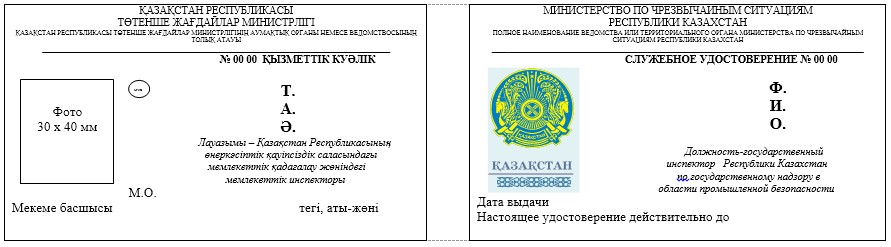 ҚАЗАҚСТАН РЕСПУБЛИКАСЫ
ТӨТЕНШЕ ЖАҒДАЙЛАР МИНИСТРЛІГІ
ҚАЗАҚСТАН РЕСПУБЛИКАСЫ ТӨТЕНШЕ ЖАҒДАЙЛАР МИНИСТРЛІГІНІҢ АУМАҚТЫҚ ОРГАНЫ НЕМЕСЕ ВЕДОМСТВОСЫНЫҢ
ТОЛЫҚ АТАУЫ
№ 00 00 ҚЫЗМЕТТІК КУӘЛІК
Фото
30 х 40 мм
Т.
А.
Ә.
Лауазымы – Қазақстан Республикасының
өнеркәсіптік қауіпсіздік саласындағы
мемлекеттік қадағалау жөніндегі
мемлекеттік инспекторы
М.О.
Мекеме басшысы тегі, аты-жөні
МИНИСТЕРСТВО ПО ЧРЕЗВЫЧАЙНЫМ СИТУАЦИЯМ
РЕСПУБЛИКИ КАЗАХСТАН
ПОЛНОЕ НАИМЕНОВАНИЕ ВЕДОМСТВА ИЛИ ТЕРРИТОРИАЛЬНОГО ОРГАНА МИНИСТЕРСТВА ПО ЧРЕЗВЫЧАЙНЫМ
СИТУАЦИЯМ РЕСПУБЛИКИ КАЗАХСТАН
СЛУЖЕБНОЕ УДОСТОВЕРЕНИЕ № 00 00
Ф.
И.
О.
ҚАЗАҚСТАН
Должность-государственный
инспектор Республики Казахстан
по государственному надзору в
области промышленной безопасности
Дата выдачи
Настоящее удостоверение действительно до